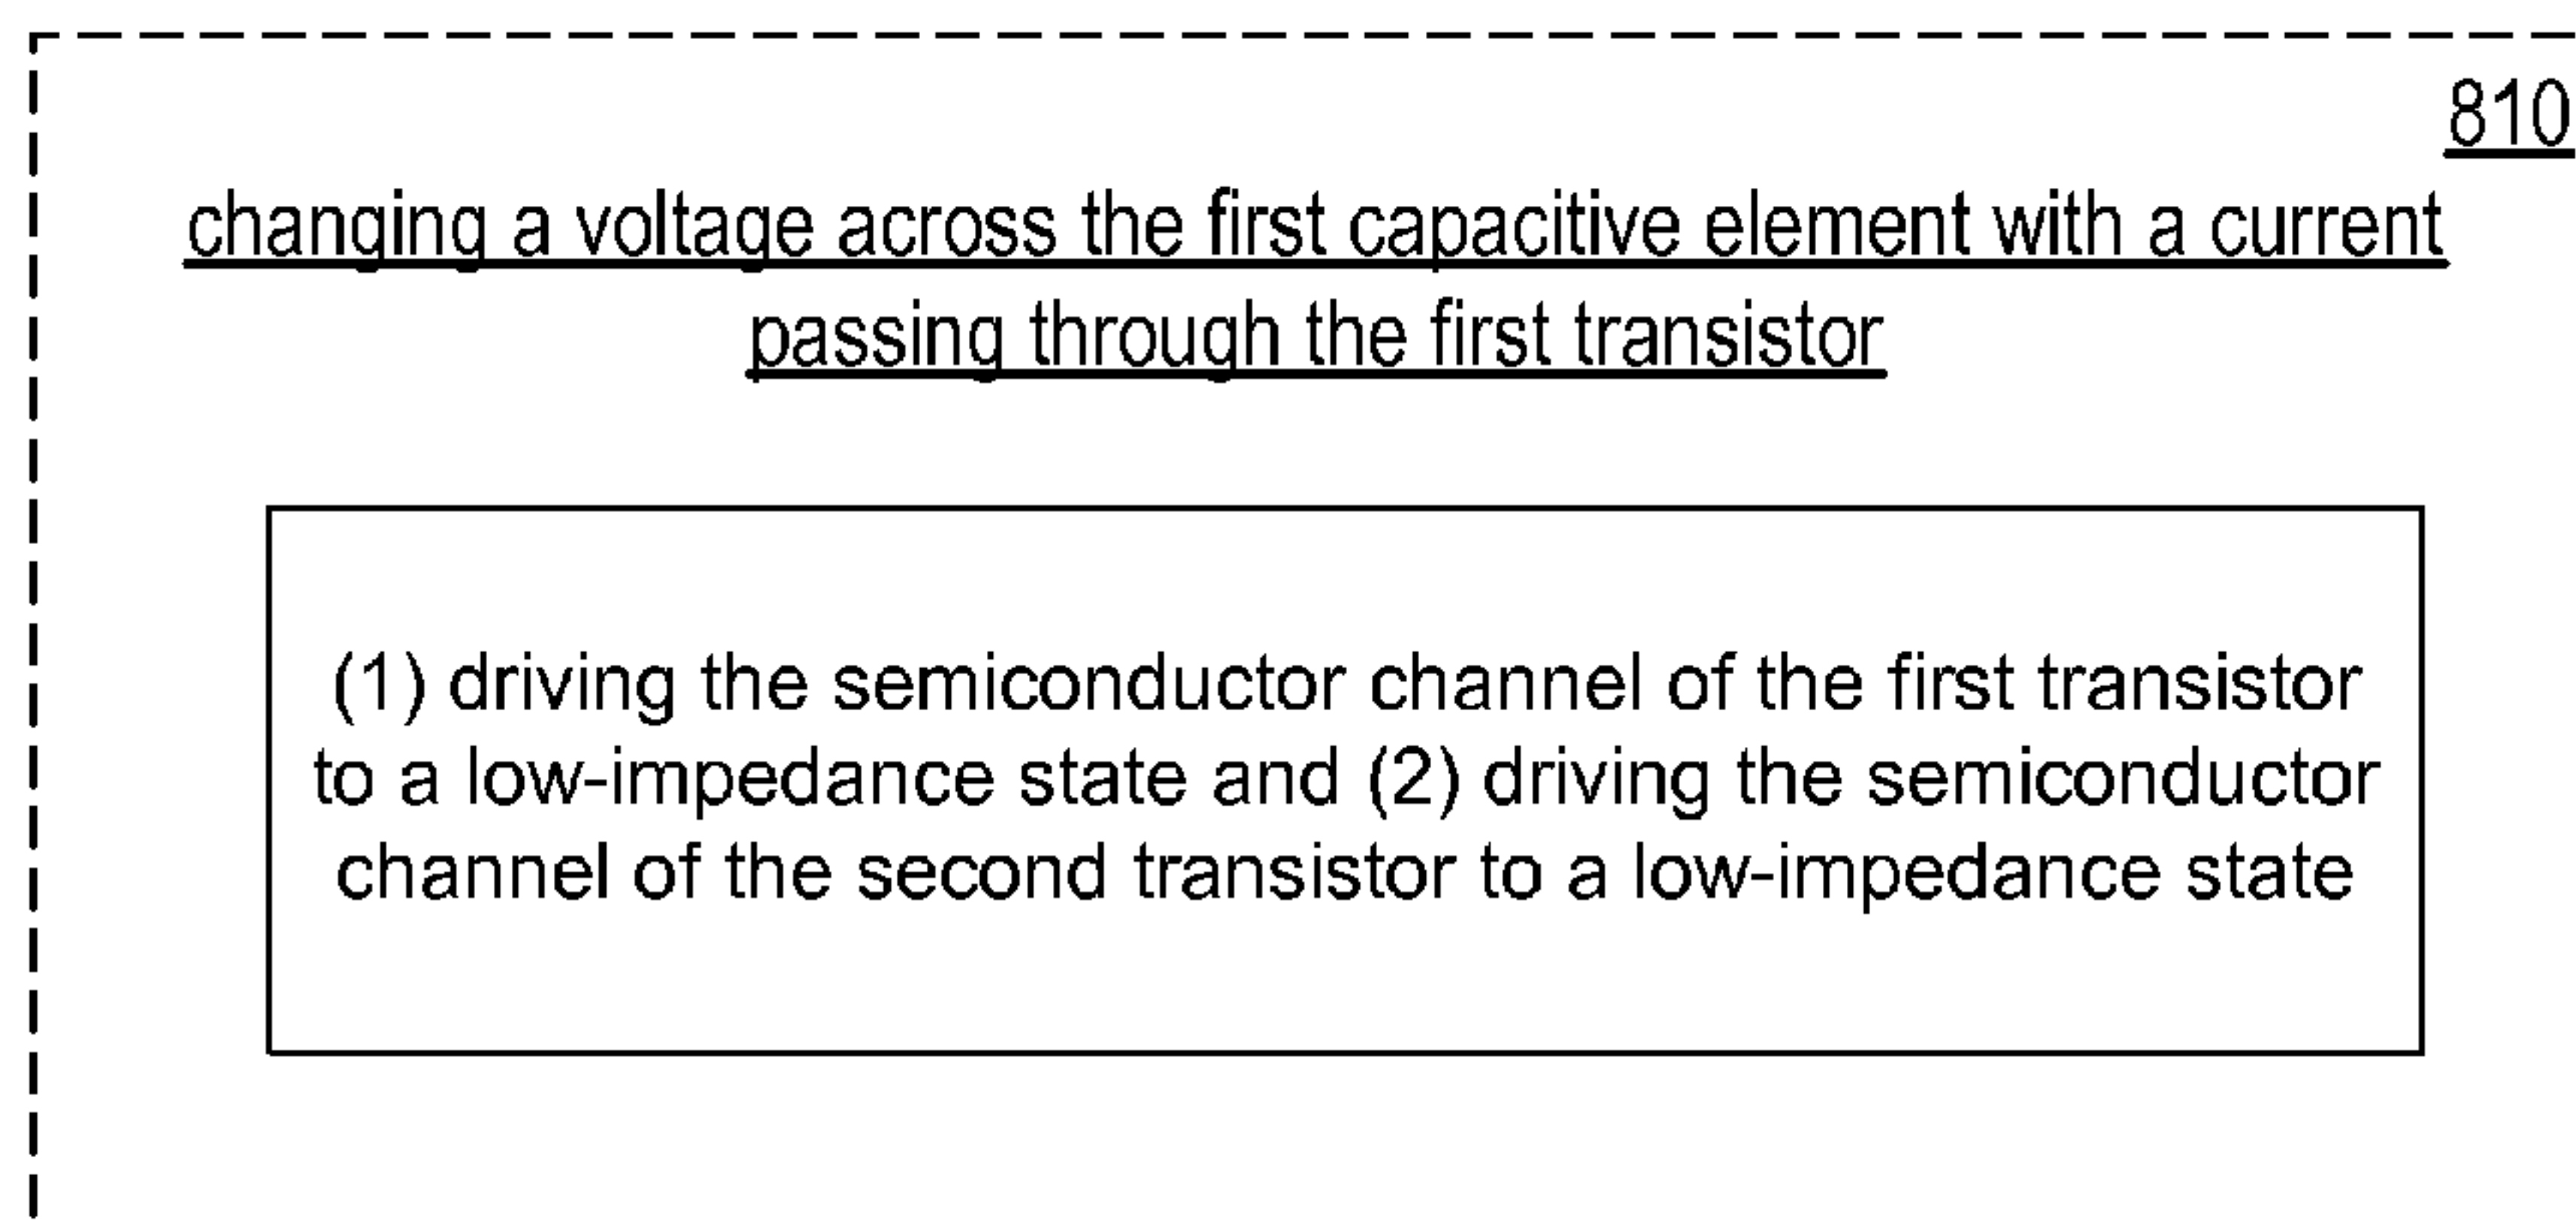 810
changing a voltage across the first capacitive element with a current
passing through the first transistor
(1) driving the semiconductor channel of the first transistor
to a low-impedance state and (2) driving the semiconductor
channel of the second transistor to a low-impedance state